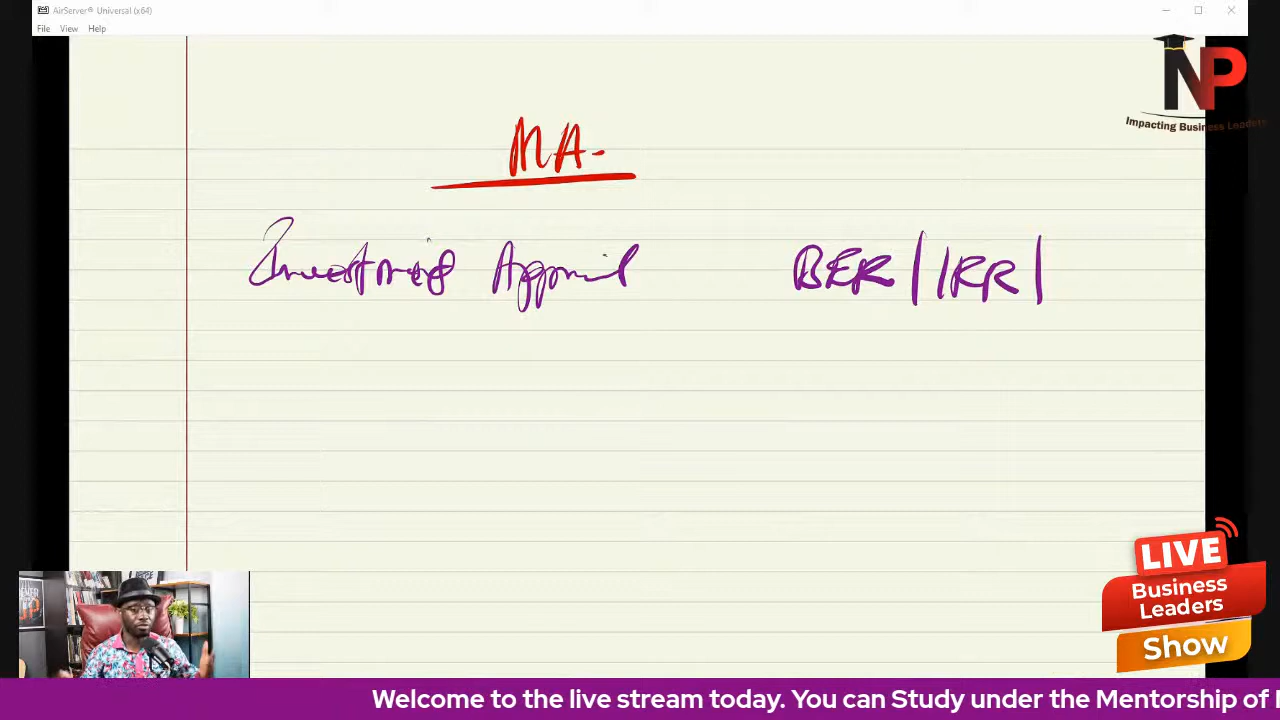 AirServer® Universal (x64)
File View Help
NP
Impacting Business Leaders
MA.
Investment Appraisal BER | IRR |
LIVE
Business
Leaders
Show
Welcome to the live stream today. You can Study under the Mentorship of